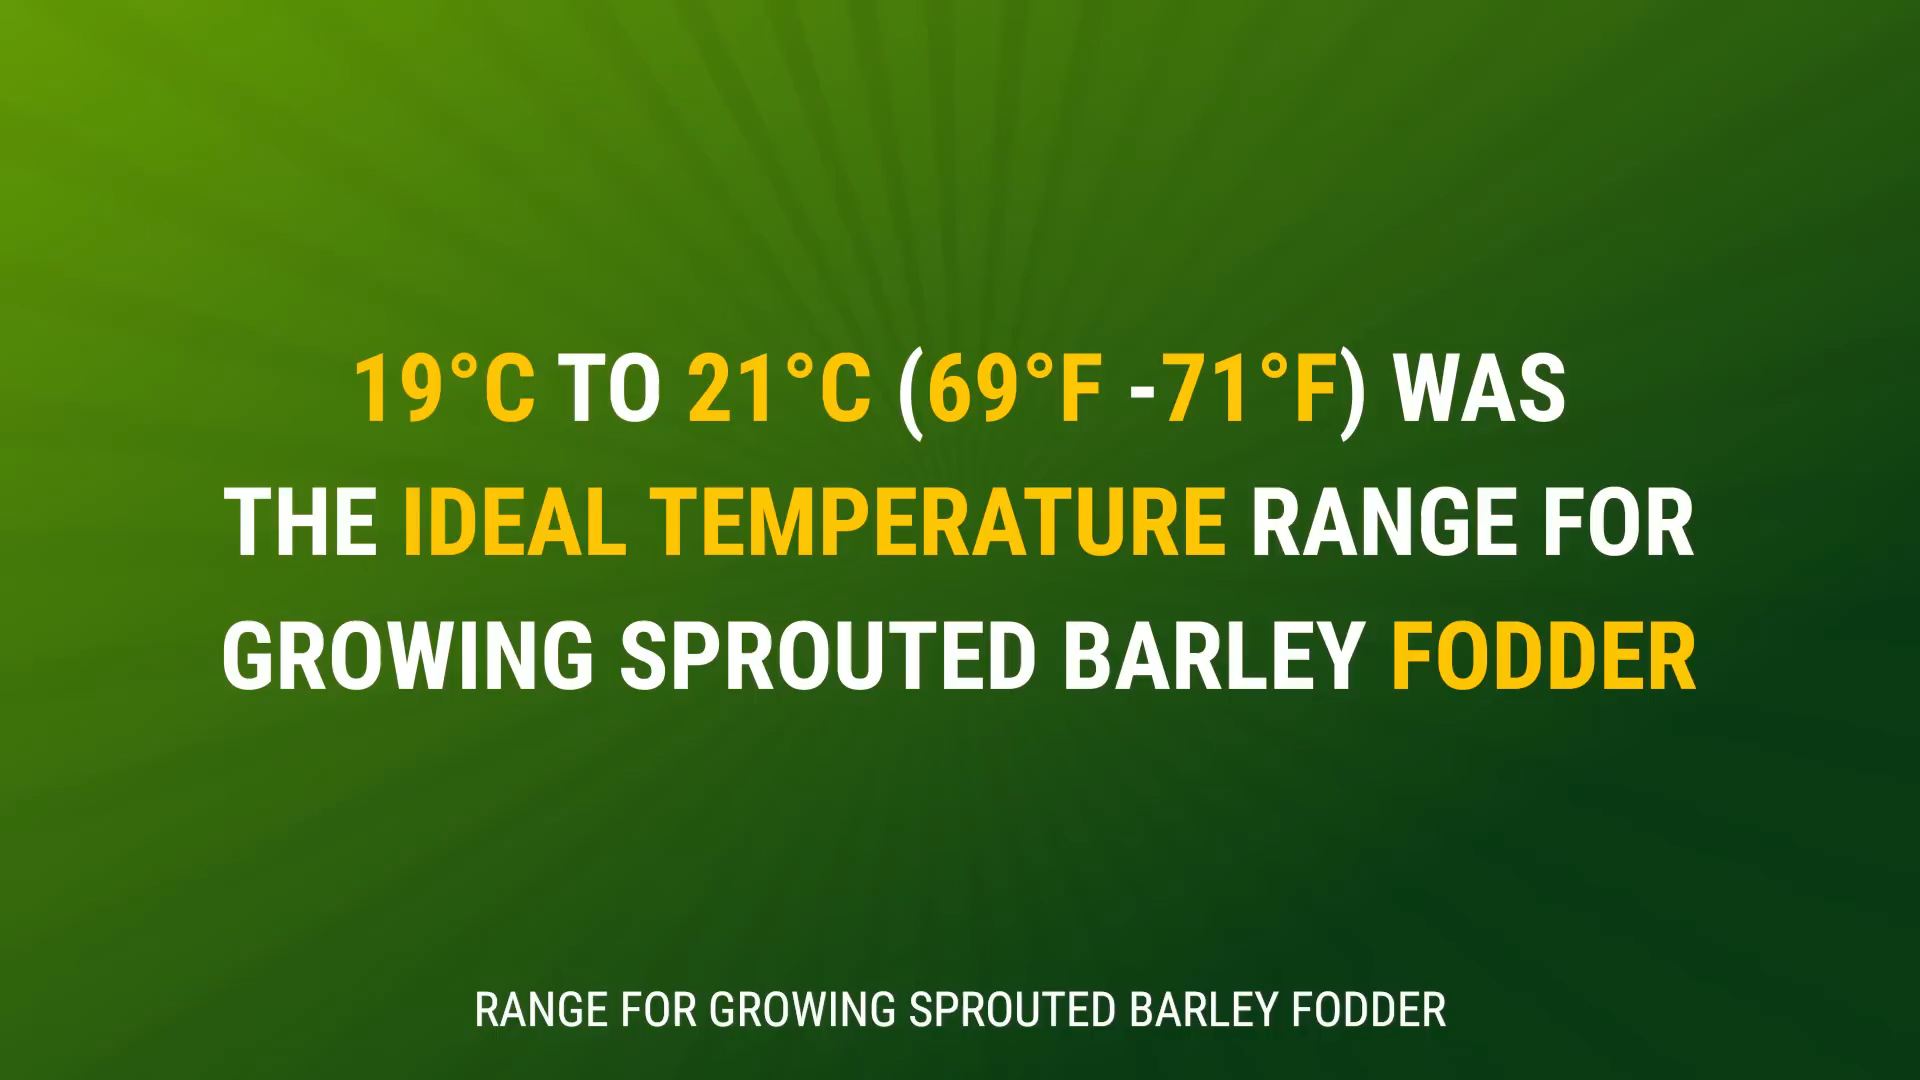 19°C TO 21°C (69°F -71°F) WAS
THE IDEAL TEMPERATURE RANGE FOR
GROWING SPROUTED BARLEY FODDER
RANGE FOR GROWING SPROUTED BARLEY FODDER